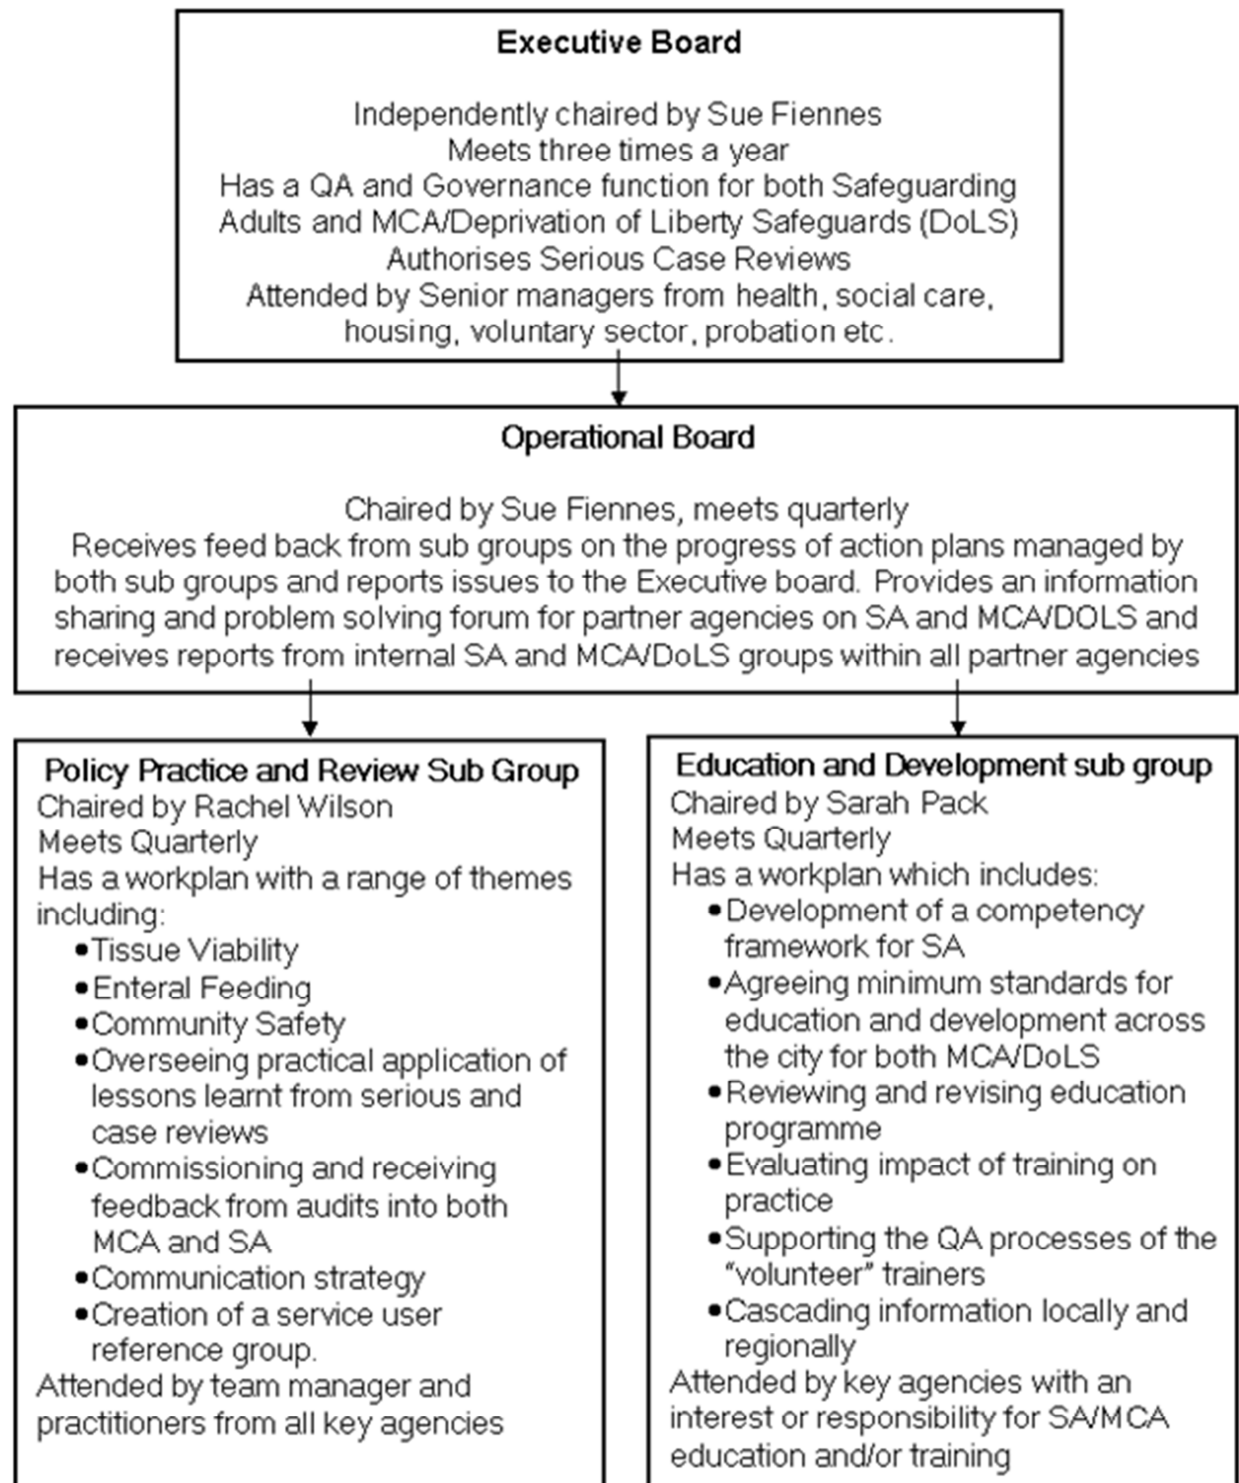 Executive Board
Independently chaired by Sue Fiennes
Meets three times a year
Has a QA and Governance function for both Safeguarding
Adults and MCA/Deprivation of Liberty Safeguards (DoLS)
Authorises Serious Case Reviews
Attended by Senior managers from health, social care,
housing, voluntary sector, probation etc.
Operational Board
Chaired by Sue Fiennes, meets quarterly
Receives feed back from sub groups on the progress of action plans managed by
both sub groups and reports issues to the Executive board. Provides an information
sharing and problem solving forum for partner agencies on SA and MCA/DOLS and
receives reports from internal SA and MCA/DoLS groups within all partner agencies
Policy Practice and Review Sub Group
Chaired by Rachel Wilson
Meets Quarterly
Has a workplan with a range of themes
including:
•Tissue Viability
•Enteral Feeding
•Community Safety
•Overseeing practical application of
lessons learnt from serious and
case reviews
•Commissioning and receiving
feedback from audits into both
MCA and SA
•Communication strategy
•Creation of a service user
reference group.
Attended by team manager and
practitioners from all key agencies
Education and Development sub group
Chaired by Sarah Pack
Meets Quarterly
Has a workplan which includes:
•Development of a competency
framework for SA
•Agreeing minimum standards for
education and development across
the city for both MCA/DoLS
•Reviewing and revising education
programme
•Evaluating impact of training on
practice
•Supporting the QA processes of the
“volunteer” trainers
•Cascading information locally and
regionally
Attended by key agencies with an
interest or responsibility for SA/MCA
education and/or training